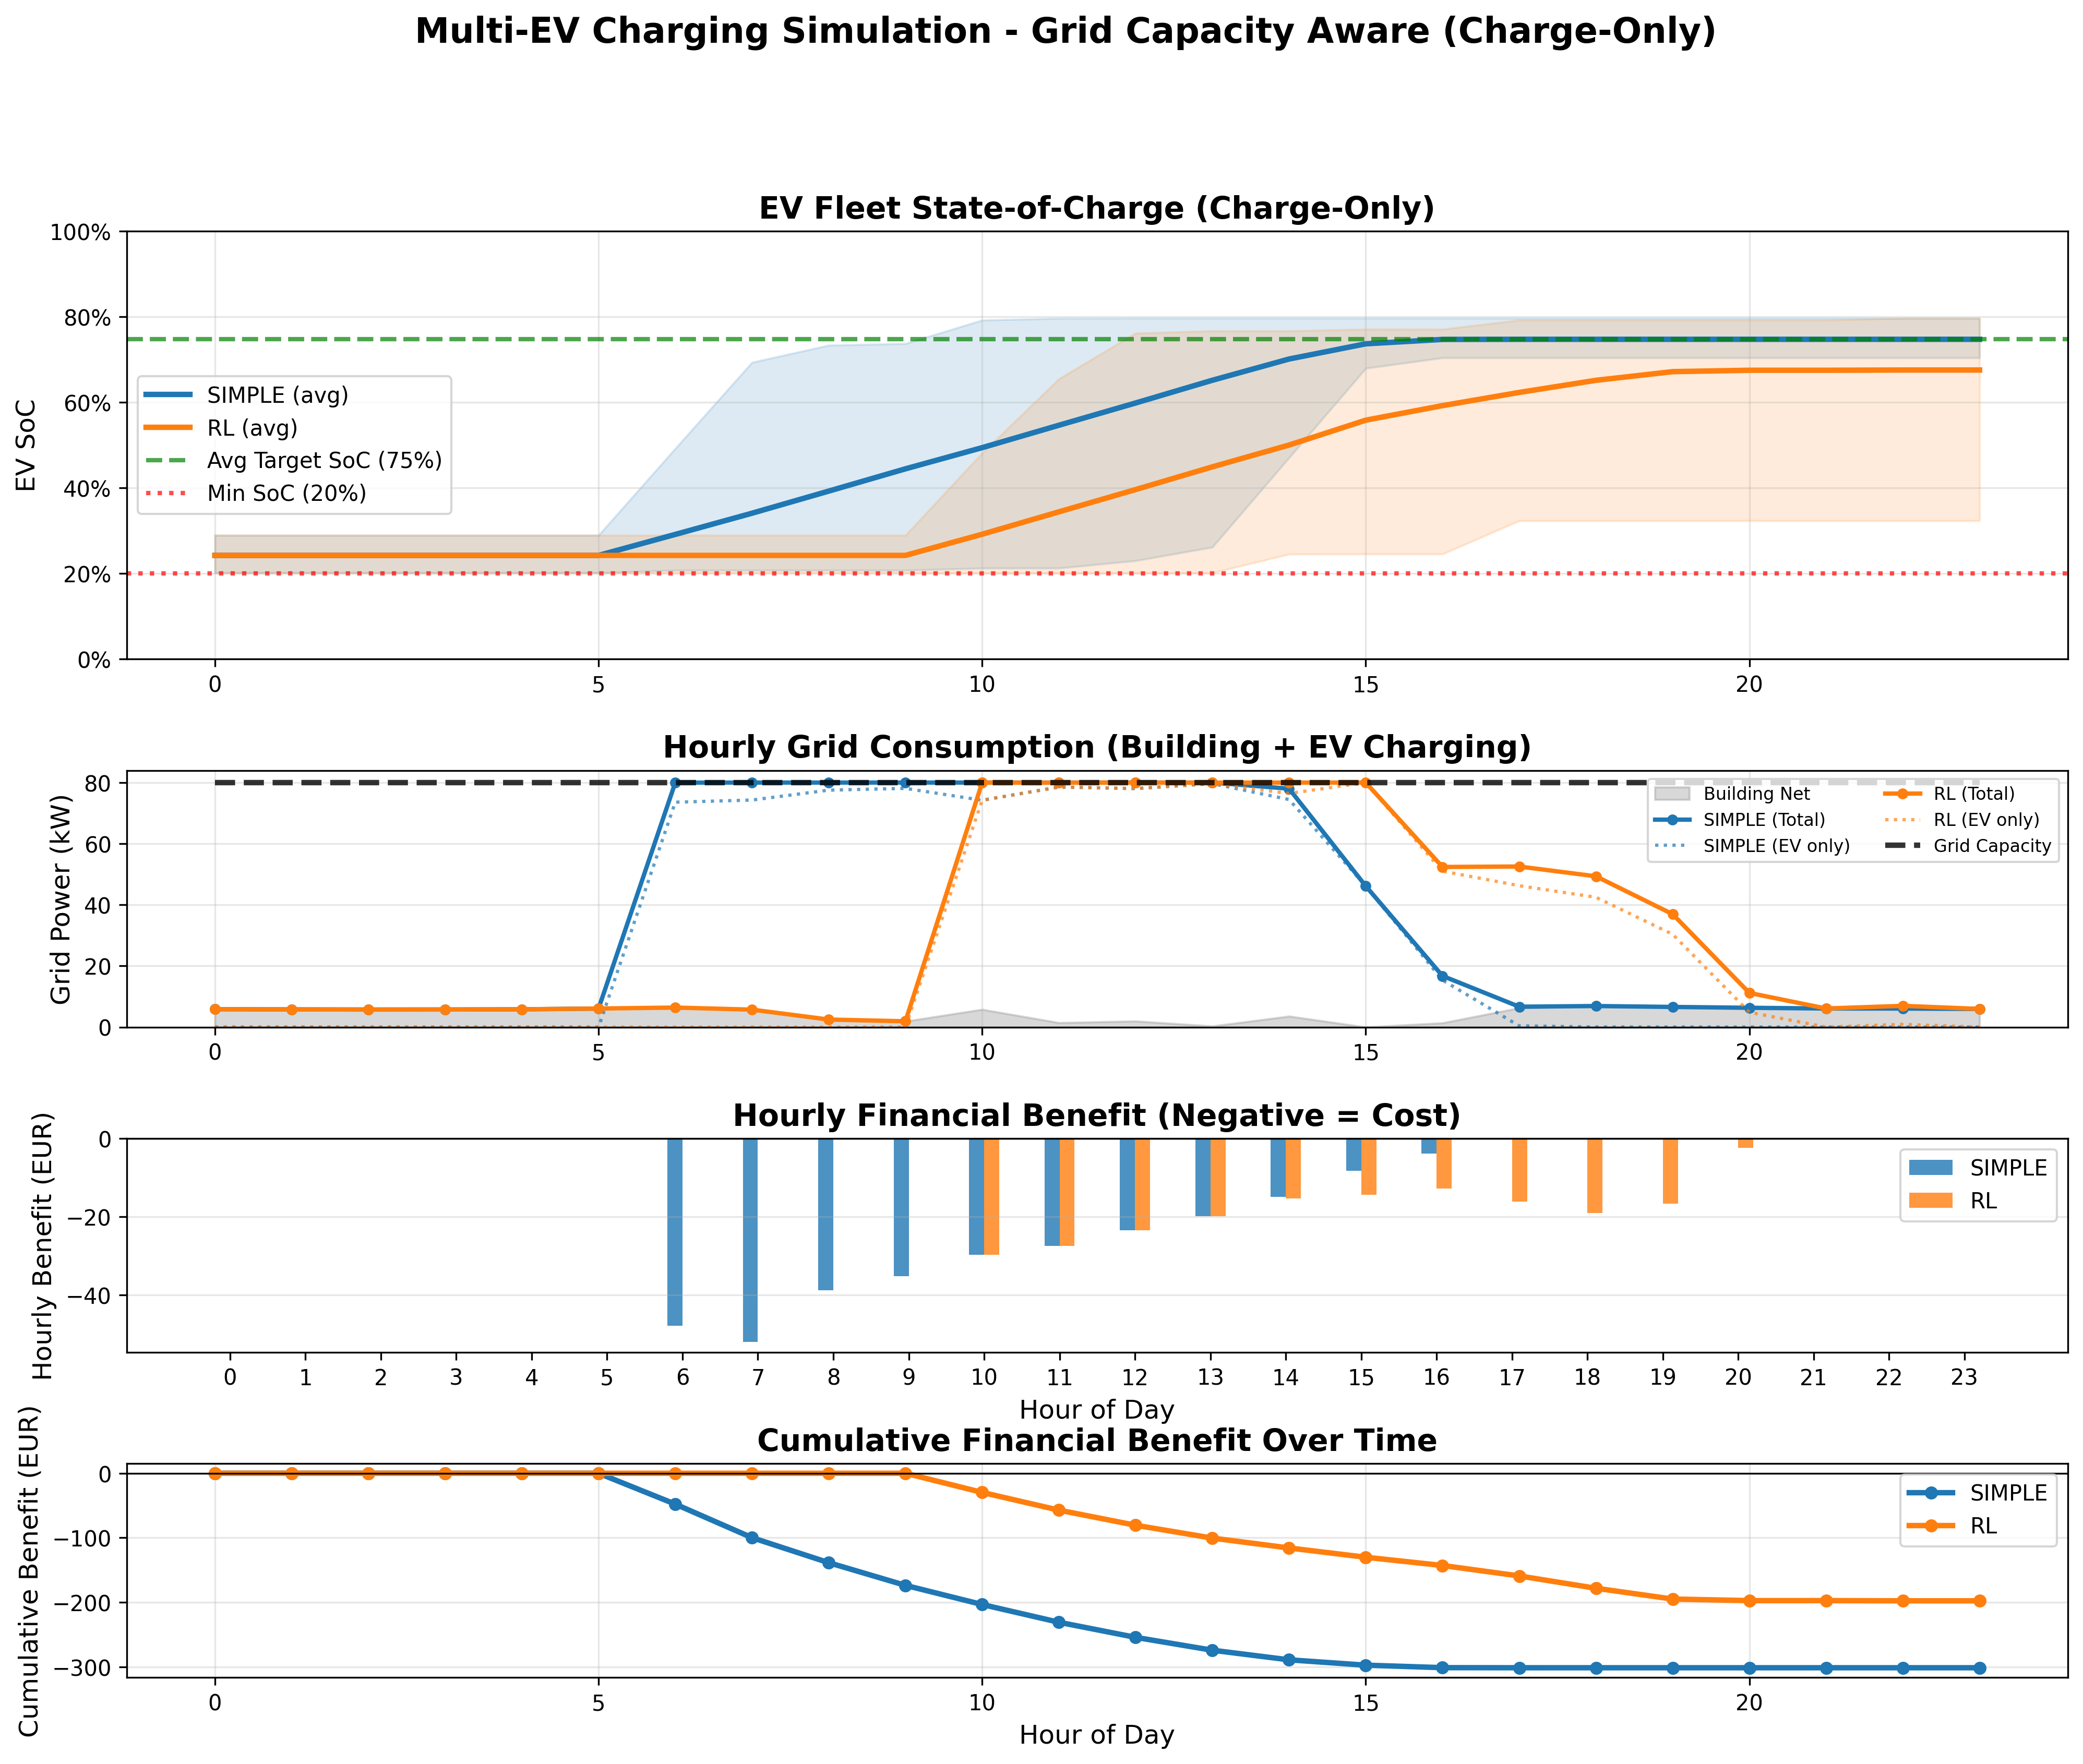 Multi-EV Charging Simulation - Grid Capacity Aware (Charge-Only)
EV Fleet State-of-Charge (Charge-Only)
EV SoC
100%
80%
60%
40%
20%
0%
SIMPLE (avg)
RL (avg)
Avg Target SoC (75%)
Min SoC (20%)
0 5 10 15 20
Hourly Grid Consumption (Building + EV Charging)
Grid Power (kW)
80
60
40
20
0
Building Net
SIMPLE (Total)
SIMPLE (EV only)
RL (Total)
RL (EV only)
Grid Capacity
0 5 10 15 20
Hourly Financial Benefit (Negative = Cost)
Hourly Benefit (EUR)
0
−20
−40
SIMPLE
RL
0 1 2 3 4 5 6 7 8 9 10 11 12 13 14 15 16 17 18 19 20 21 22 23
Hour of Day
Cumulative Financial Benefit Over Time
Cumulative Benefit (EUR)
0
−100
−200
−300
SIMPLE
RL
0 5 10 15 20
Hour of Day